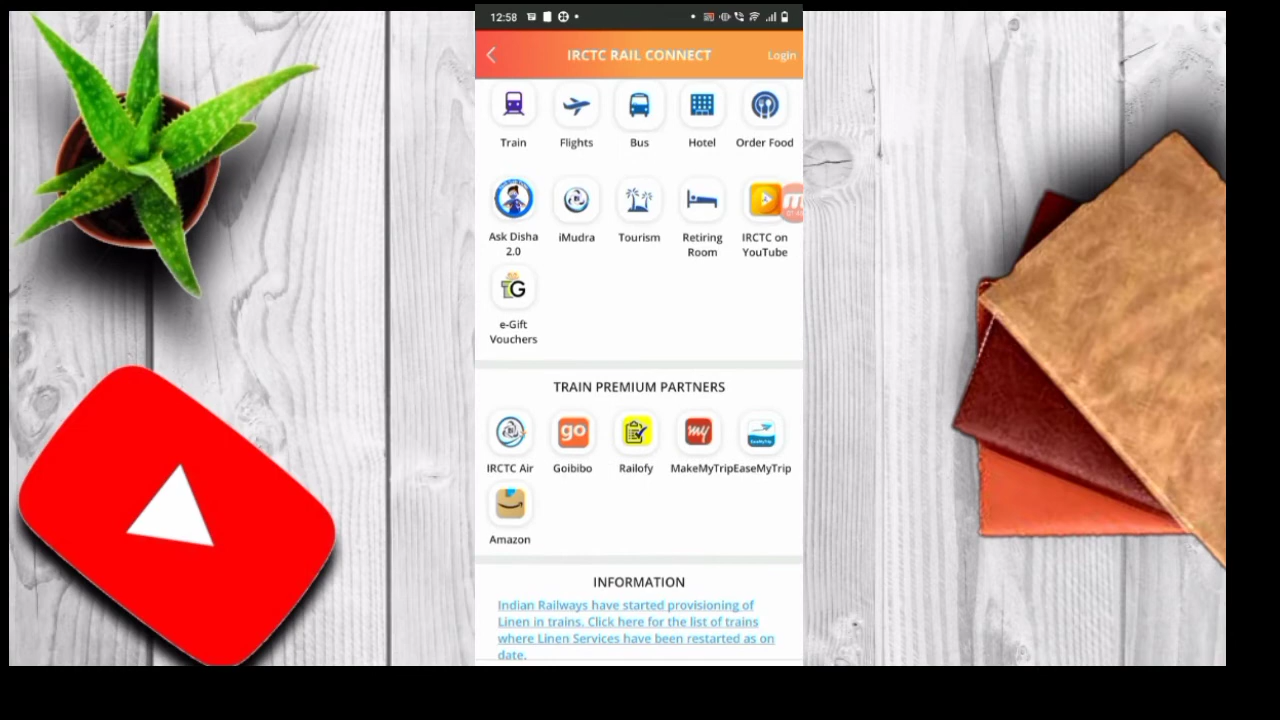 12:58
IRCTC RAIL CONNECT
Login
Train Flights Bus Hotel Order Food
Ask Disha 2.0
iMudra
Tourism
Retiring Room
IRCTC on YouTube
G
e-Gift
Vouchers
TRAIN PREMIUM PARTNERS
go
my
EaseMyTrip
IRCTC Air Goibibo Railofy MakeMyTrip EaseMyTrip
Amazon
INFORMATION
Indian Railways have started provisioning of
Linen in trains. Click here for the list of trains
where Linen Services have been restarted as on
date.